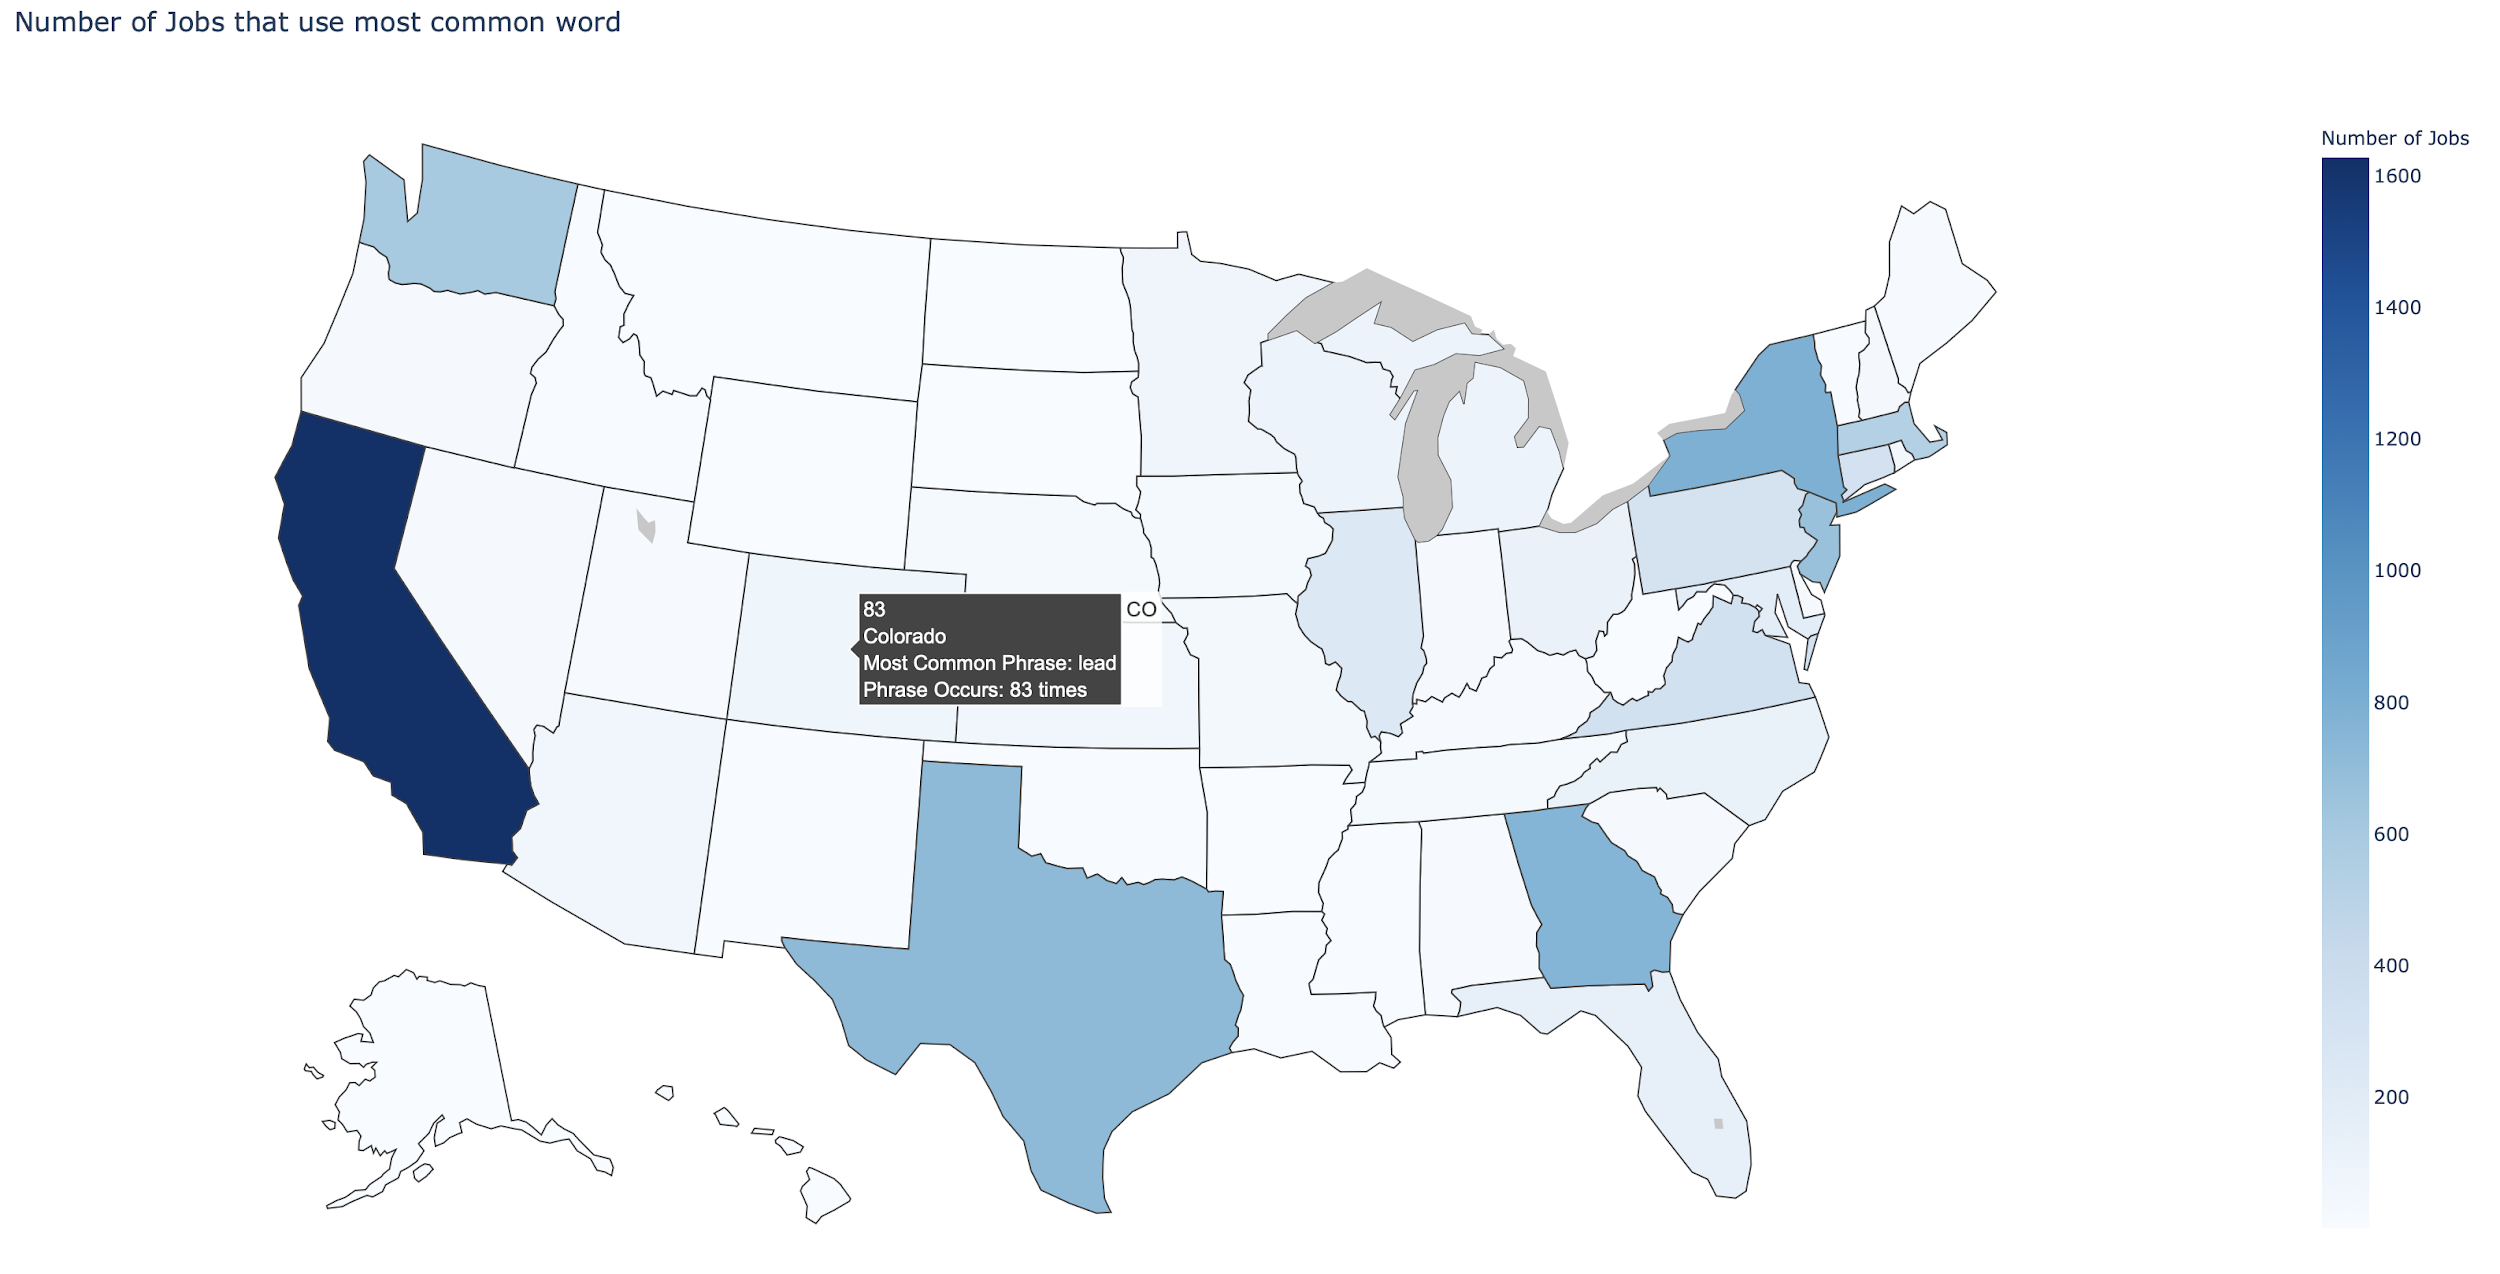 Number of Jobs that use most common word
Number of Jobs
1600
1400
1200
1000
800
600
400
200
83
Colorado
Most Common Phrase: lead
Phrase Occurs: 83 times
CO